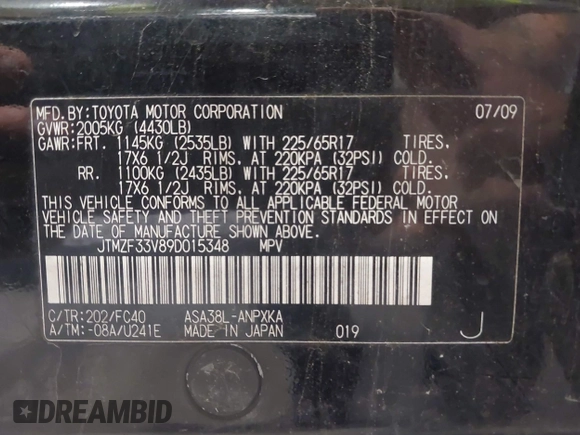 MFD.BY:TOYOTA MOTOR CORPORATION 07/09
GVWR:2005KG (4430LB)
GAWR:FRT. 1145KG (2535LB) WITH 225/65R17 TIRES.
17X6 1/2J RIMS. AT 220KPA (32PSI) COLD.
RR. 1100KG (2435LB) WITH 225/65R17 TIRES.
17X6 1/2J RIMS. AT 220KPA (32PSI) COLD.
THIS VEHICLE CONFORMS TO ALL APPLICABLE FEDERAL MOTOR
VEHICLE SAFETY AND THEFT PREVENTION STANDARDS IN EFFECT ON
THE DATE OF MANUFACTURE SHOWN ABOVE.
JTMZF33V89D015348 MPV
C/TR:202/FC40 ASA38L-ANPXKA
A/TM:-08A/U241E MADE IN JAPAN 019 J
DREAMBID